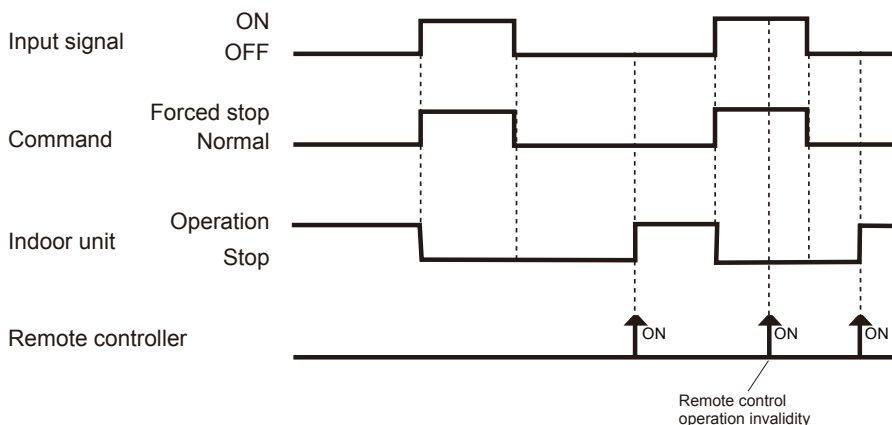 Input signal
ON
OFF
Command
Forced stop
Normal
Indoor unit
Operation
Stop
Remote controller
ON
ON
ON
Remote control
operation invalidity